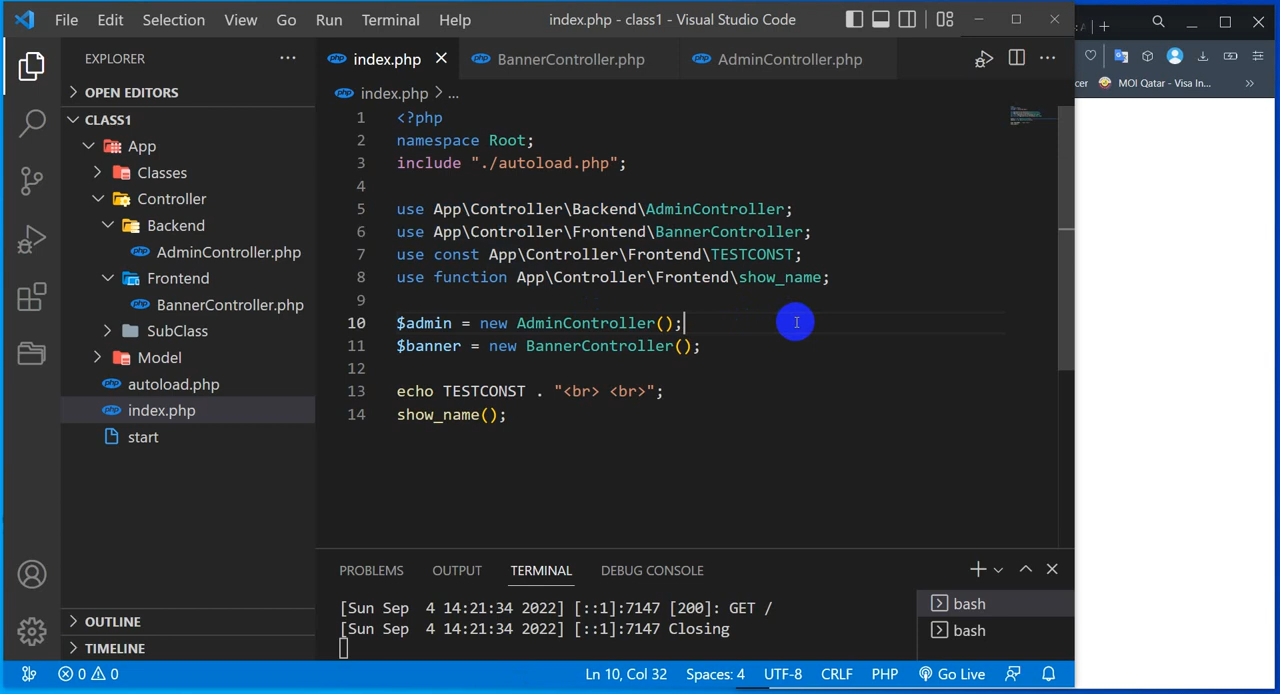 File Edit Selection View Go Run Terminal Help index.php - class1 - Visual Studio Code
EXPLORER
OPEN EDITORS
CLASS1
App
Classes
Controller
Backend
AdminController.php
Frontend
BannerController.php
SubClass
Model
autoload.php
index.php
start
OUTLINE
TIMELINE
index.php BannerController.php AdminController.php
index.php > ...
1 <?php
2 namespace Root;
3 include "./autoload.php";
4
5 use App\Controller\Backend\AdminController;
6 use App\Controller\Frontend\BannerController;
7 use const App\Controller\Frontend\TESTCONST;
8 use function App\Controller\Frontend\show_name;
9
10 $admin = new AdminController();
11 $banner = new BannerController();
12
13 echo TESTCONST . "<br> <br>";
14 show_name();
PROBLEMS OUTPUT TERMINAL DEBUG CONSOLE
[Sun Sep  4 14:21:34 2022] [::1]:7147 [200]: GET /
[Sun Sep  4 14:21:34 2022] [::1]:7147 Closing
bash
bash
0 0 Ln 10, Col 32 Spaces: 4 UTF-8 CRLF PHP Go Live
cer MOI Qatar - Visa In...